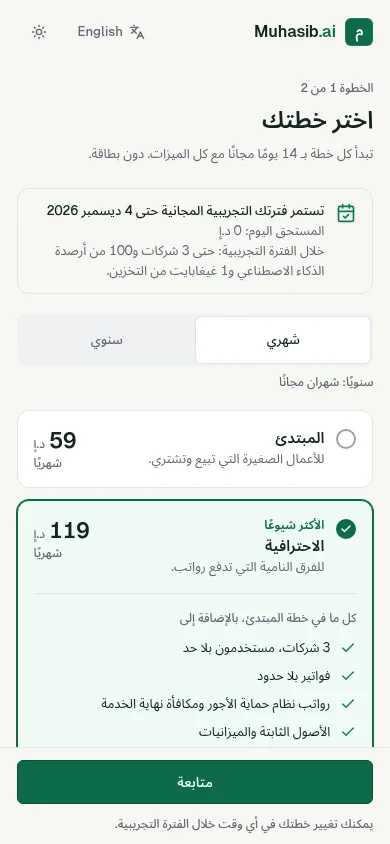 م Muhasib.ai
English
الخطوة 1 من 2
اختر خطتك
تبدأ كل خطة بـ 14 يومًا مجانًا مع كل الميزات. دون بطاقة.
تستمر فترتك التجريبية المجانية حتى 4 ديسمبر 2026
المستحق اليوم: 0 د.إ
خلال الفترة التجريبية: حتى 3 شركات و100 من أرصدة
الذكاء الاصطناعي و1 غيغابايت من التخزين.
شهري
سنوي
سنويًا: شهران مجانًا
المبتدئ
للأعمال الصغيرة التي تبيع وتشتري.
59 د.إ
شهريًا
الأكثر شيوعًا
الاحترافية
للفرق النامية التي تدفع رواتب.
119 د.إ
شهريًا
كل ما في خطة المبتدئ، بالإضافة إلى
3 شركات، مستخدمون بلا حد
فواتير بلا حدود
رواتب نظام حماية الأجور ومكافأة نهاية الخدمة
الأصول الثابتة والميزانيات
متابعة
يمكنك تغيير خطتك في أي وقت خلال الفترة التجريبية.